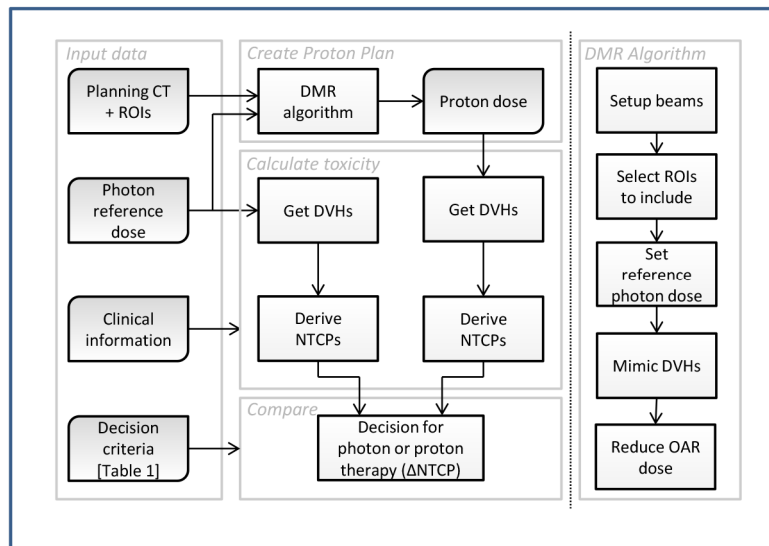 Input data
Planning CT
+ ROIs
Photon
reference
dose
Clinical
information
Decision
criteria
[Table 1]
Create Proton Plan
DMR
algorithm
Proton dose
Calculate toxicity
Get DVHs
Get DVHs
Derive
NTCPs
Derive
NTCPs
Compare
Decision for
photon or proton
therapy (ΔNTCP)
DMR Algorithm
Setup beams
Select ROIs
to include
Set
reference
photon dose
Mimic DVHs
Reduce OAR
dose